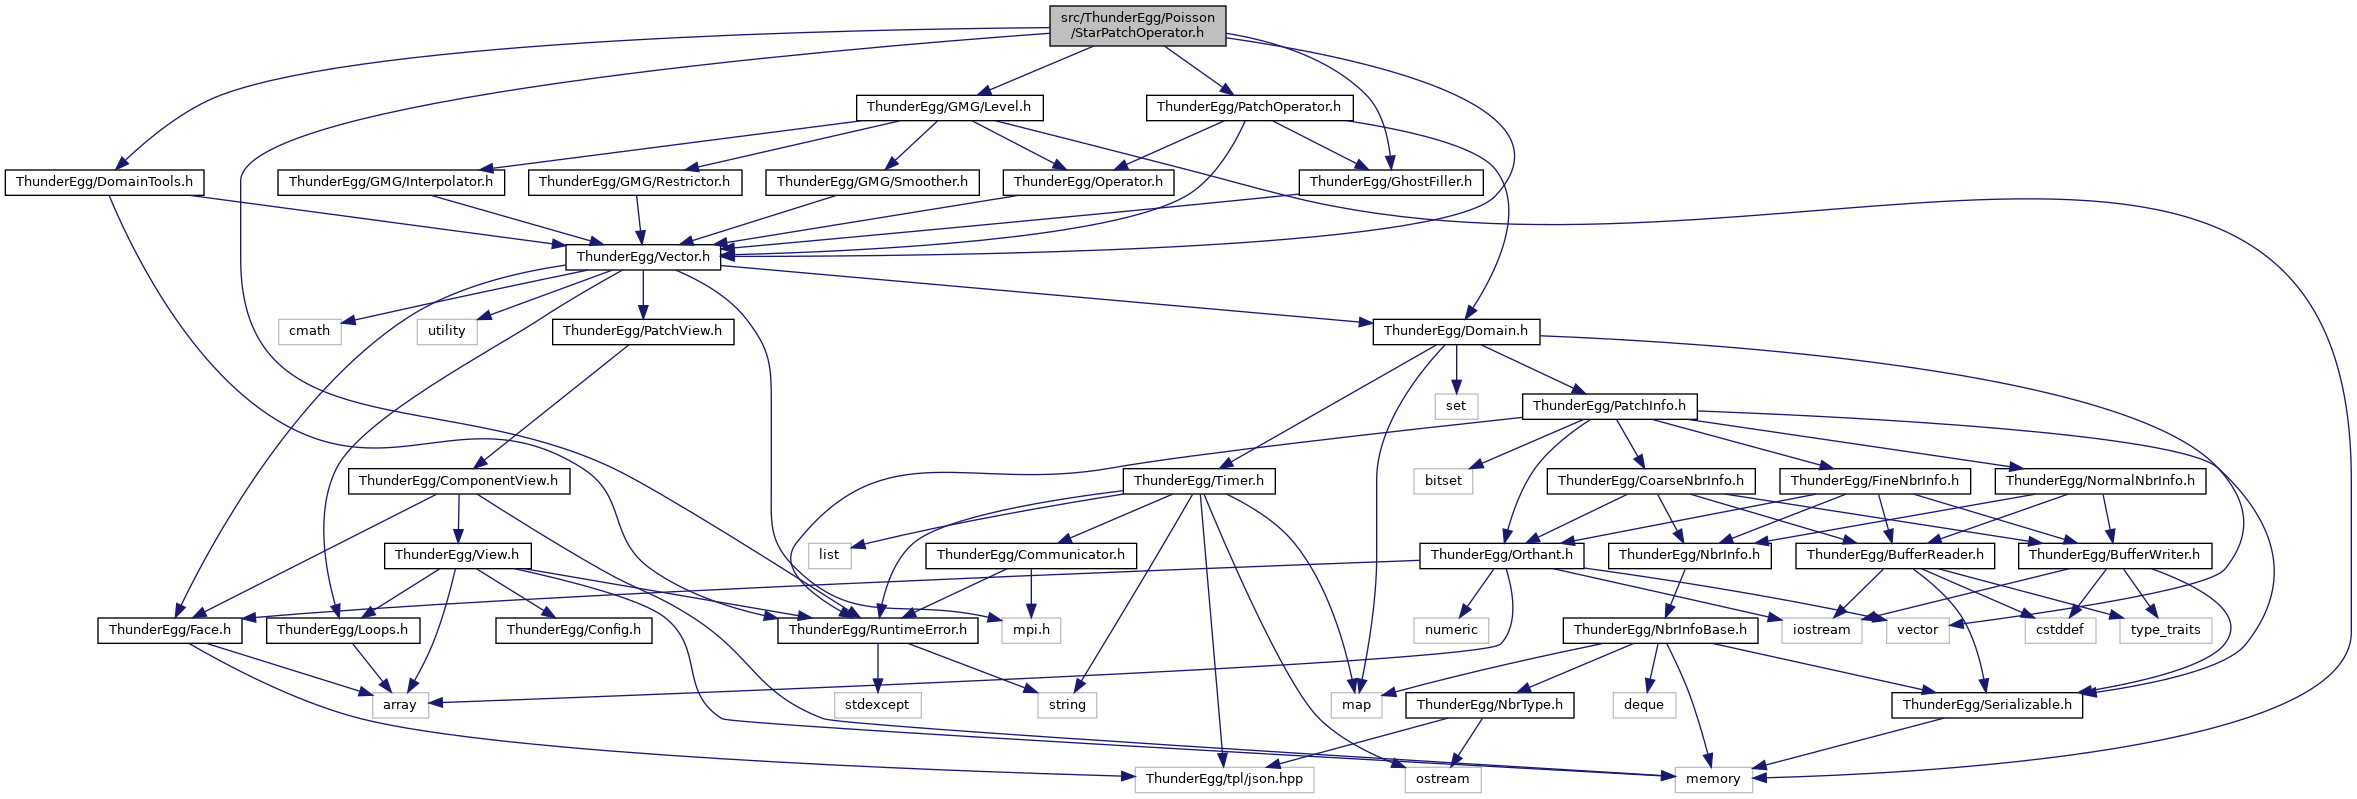 src/ThunderEgg/Poisson
/StarPatchOperator.h
ThunderEgg/GMG/Level.h
ThunderEgg/PatchOperator.h
ThunderEgg/DomainTools.h
ThunderEgg/GMG/Interpolator.h
ThunderEgg/GMG/Restrictor.h
ThunderEgg/GMG/Smoother.h
ThunderEgg/Operator.h
ThunderEgg/GhostFiller.h
ThunderEgg/Vector.h
cmath
utility
ThunderEgg/PatchView.h
ThunderEgg/Domain.h
set
ThunderEgg/PatchInfo.h
ThunderEgg/ComponentView.h
ThunderEgg/Timer.h
bitset
ThunderEgg/CoarseNbrInfo.h
ThunderEgg/FineNbrInfo.h
ThunderEgg/NormalNbrInfo.h
ThunderEgg/View.h
list
ThunderEgg/Communicator.h
ThunderEgg/Orthant.h
ThunderEgg/NbrInfo.h
ThunderEgg/BufferReader.h
ThunderEgg/BufferWriter.h
ThunderEgg/Face.h
ThunderEgg/Loops.h
ThunderEgg/Config.h
ThunderEgg/RuntimeError.h
mpi.h
numeric
ThunderEgg/NbrInfoBase.h
iostream
vector
cstddef
type_traits
array
stdexcept
string
map
ThunderEgg/NbrType.h
deque
ThunderEgg/Serializable.h
ThunderEgg/tpl/json.hpp
ostream
memory